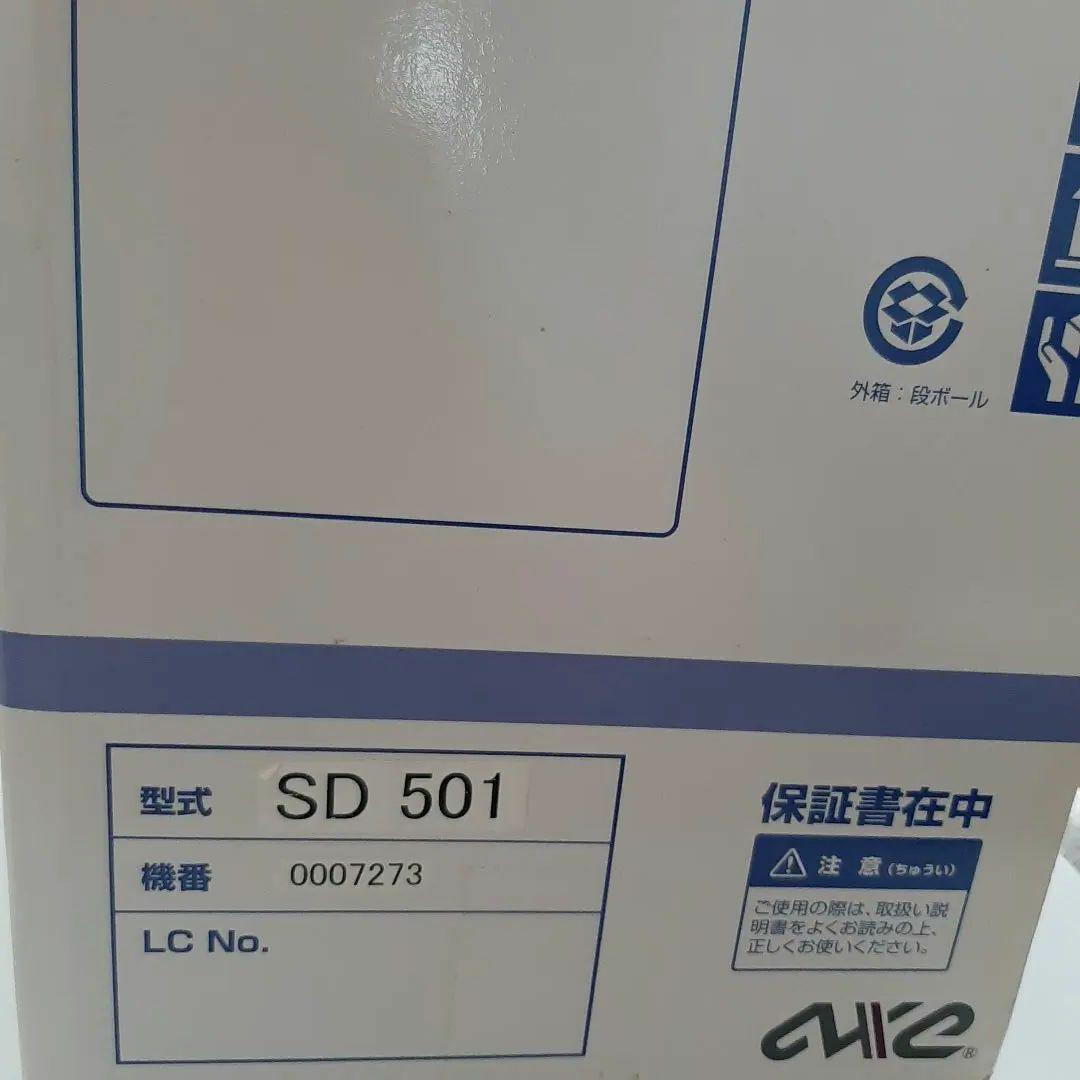 外箱：段ボール
型式 SD 501
機番 0007273
LC No.
保証書在中
注 意 (ちゅうい)
ご使用の際は、取扱い説
明書をよくお読みの上、
正しくお使いください。
®